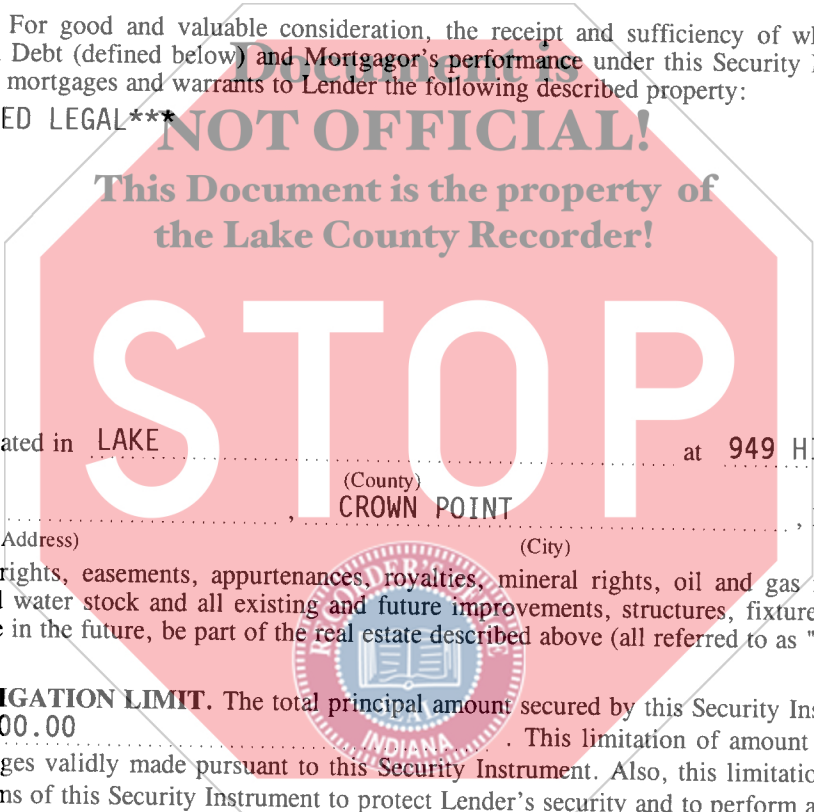 For good and valuable consideration, the receipt and sufficiency of
Debt (defined below) and Mortgagor's performance under this Security
mortgages and warrants to Lender the following described property:
ED LEGAL***
Document is
NOT OFFICIAL!
This Document is the property of
the Lake County Recorder!
STOP
ated in LAKE at 949
(County)
, CROWN POINT ,
Address) (City)
rights, easements, appurtenances, royalties, mineral rights, oil and gas
water stock and all existing and future improvements, structures,
in the future, be part of the real estate described above (all referred to as "
IGATION LIMIT. The total principal amount secured by this Security
00.00 . This limitation of amount
ges validly made pursuant to this Security Instrument. Also, this
ns of this Security Instrument to protect Lender's security and to perform
RECORDER'S OFFICE
SEAL
INDIANA